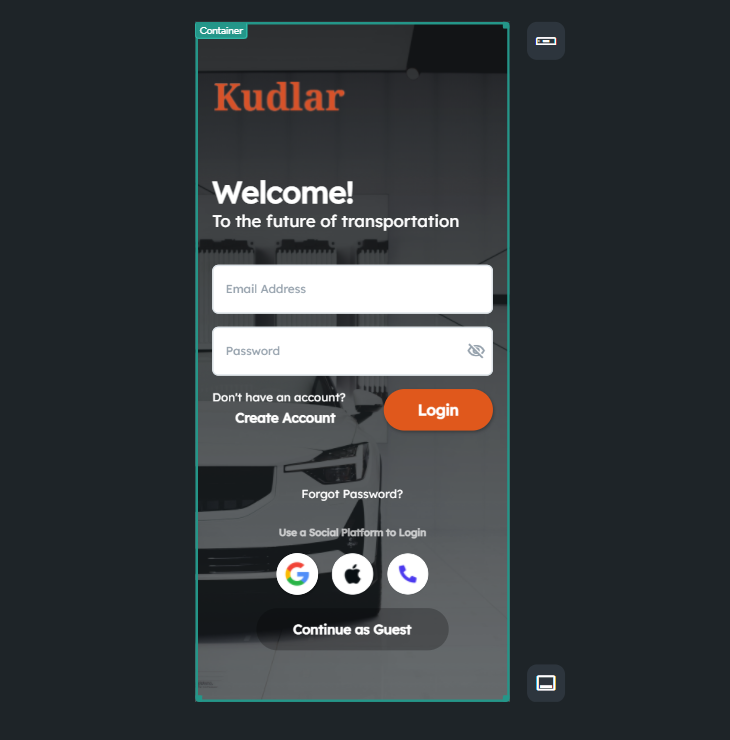 Container
Kudlar
Welcome!
To the future of transportation
Email Address
Password
Don't have an account?
Create Account
Login
Forgot Password?
Use a Social Platform to Login
Continue as Guest